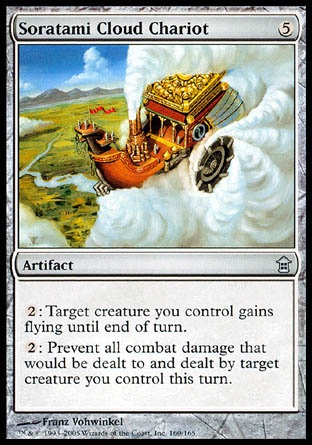 Soratami Cloud Chariot 5
Artifact
2: Target creature you control gains
flying until end of turn.
2: Prevent all combat damage that
would be dealt to and dealt by target
creature you control this turn.
Franz Vohwinkel
™ & © 1993-2005 Wizards of the Coast, Inc. 160/165